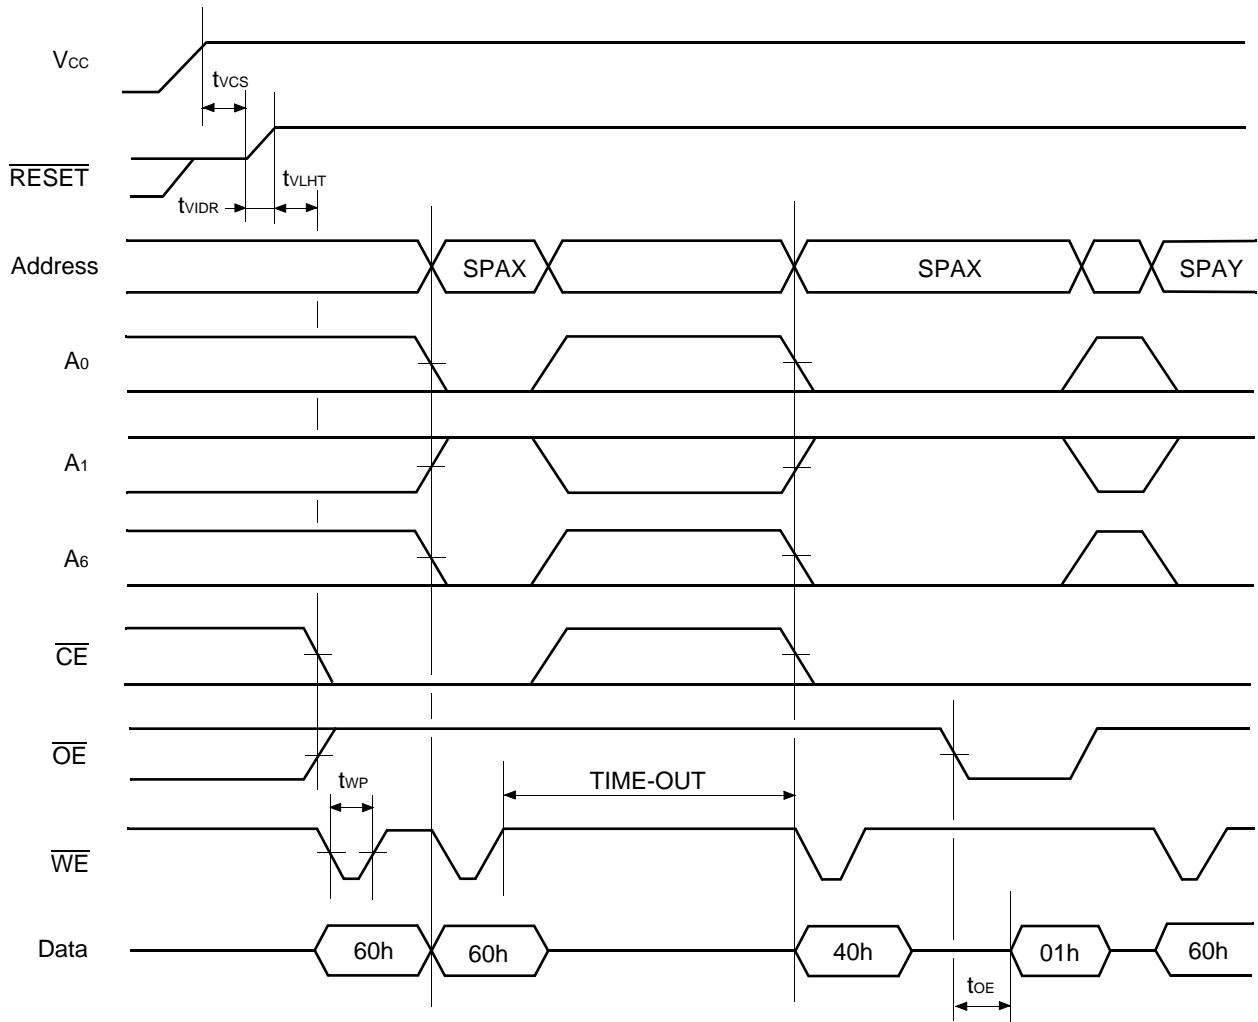 VCC
tVCS
RESET
tVLHT
tVIDR
Address
SPAX
SPAX
SPAY
A0
A1
A6
CE
OE
tWP
TIME-OUT
WE
Data
60h
60h
40h
01h
60h
tOE